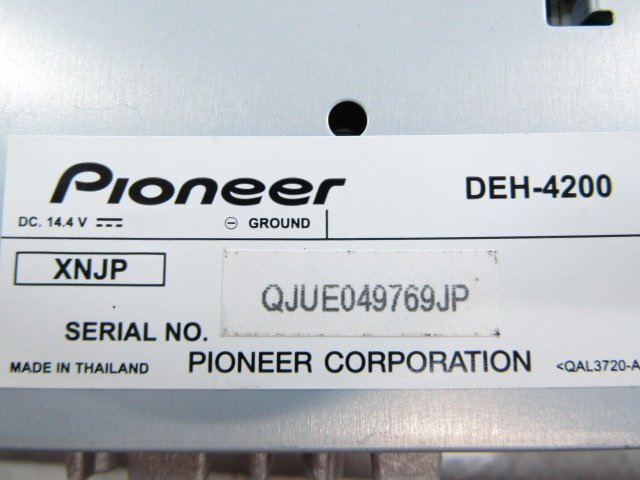 Pioneer DEH-4200
DC. 14.4 V ⎓ ⊖ GROUND
XNJP
QJUE049769JP
SERIAL NO.
MADE IN THAILAND PIONEER CORPORATION <QAL3720-A